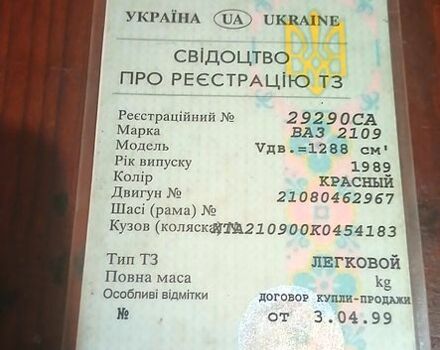 УКРАЇНА UA UKRAINE
СВІДОЦТВО
ПРО РЕЄСТРАЦІЮ ТЗ
Реєстраційний № 29290СА
Марка ВАЗ 2109
Модель Vдв.=1288 см³
Рік випуску 1989
Колір КРАСНЫЙ
Двигун № 21080462967
Шасі (рама) №
Кузов (коляска) № ХТА210900К0454183
Тип ТЗ ЛЕГКОВОЙ
Повна маса kg
Особливі відмітки ДОГОВОР КУПЛИ-ПРОДАЖИ
№ от 3.04.99